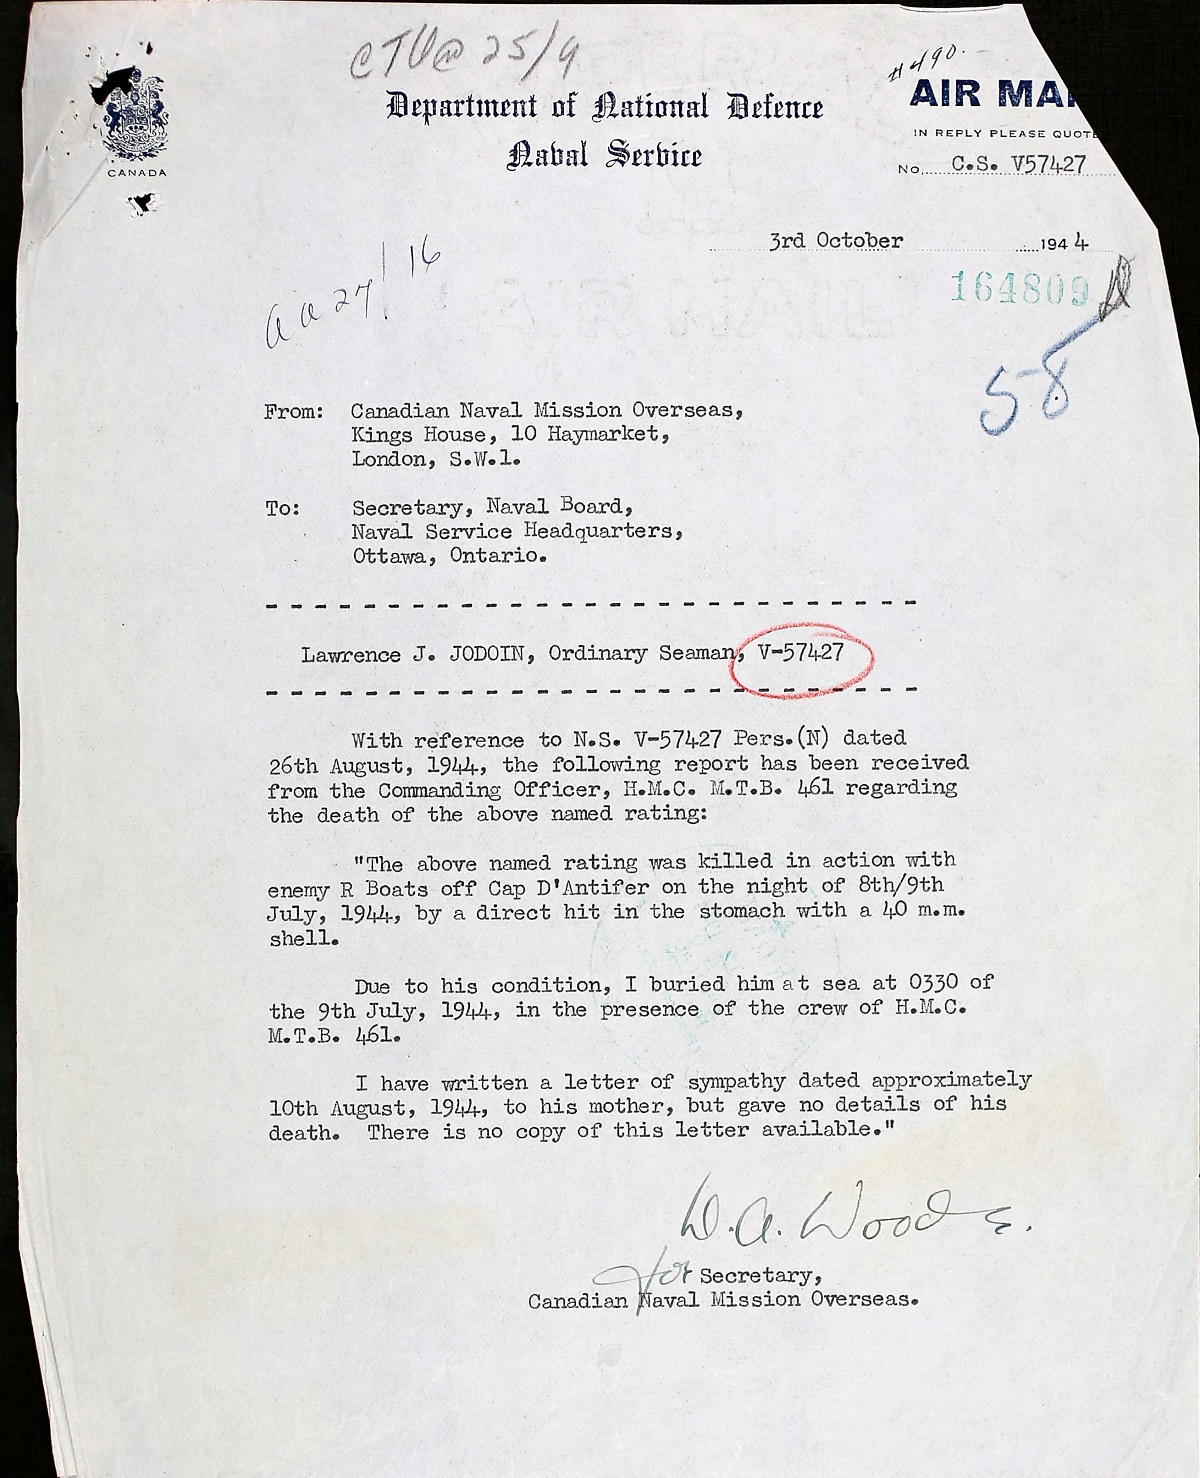 CTU@ 25/9
#490.
Department of National Defence
Naval Service
AIR MA
IN REPLY PLEASE QUOTE
No. C.S. V57427
CANADA
3rd October 1944
164809
a a 27/16
58
From: Canadian Naval Mission Overseas,
Kings House, 10 Haymarket,
London, S.W.1.
To: Secretary, Naval Board,
Naval Service Headquarters,
Ottawa, Ontario.
Lawrence J. JODOIN, Ordinary Seaman, V-57427
With reference to N.S. V-57427 Pers.(N) dated
26th August, 1944, the following report has been received
from the Commanding Officer, H.M.C. M.T.B. 461 regarding
the death of the above named rating:
"The above named rating was killed in action with
enemy R Boats off Cap D'Antifer on the night of 8th/9th
July, 1944, by a direct hit in the stomach with a 40 m.m.
shell.
Due to his condition, I buried him at sea at 0330 of
the 9th July, 1944, in the presence of the crew of H.M.C.
M.T.B. 461.
I have written a letter of sympathy dated approximately
10th August, 1944, to his mother, but gave no details of his
death. There is no copy of this letter available."
W.A. Woods.
for Secretary,
Canadian Naval Mission Overseas.